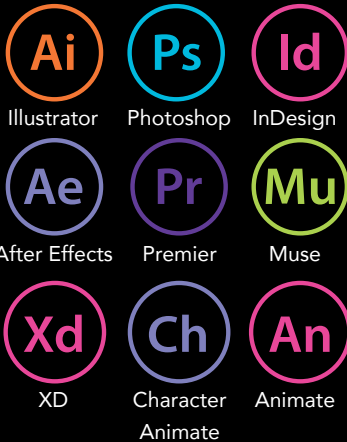 Ai Ps Id
Illustrator Photoshop InDesign
Ae Pr Mu
After Effects Premier Muse
Xd Ch An
XD Character Animate
Animate